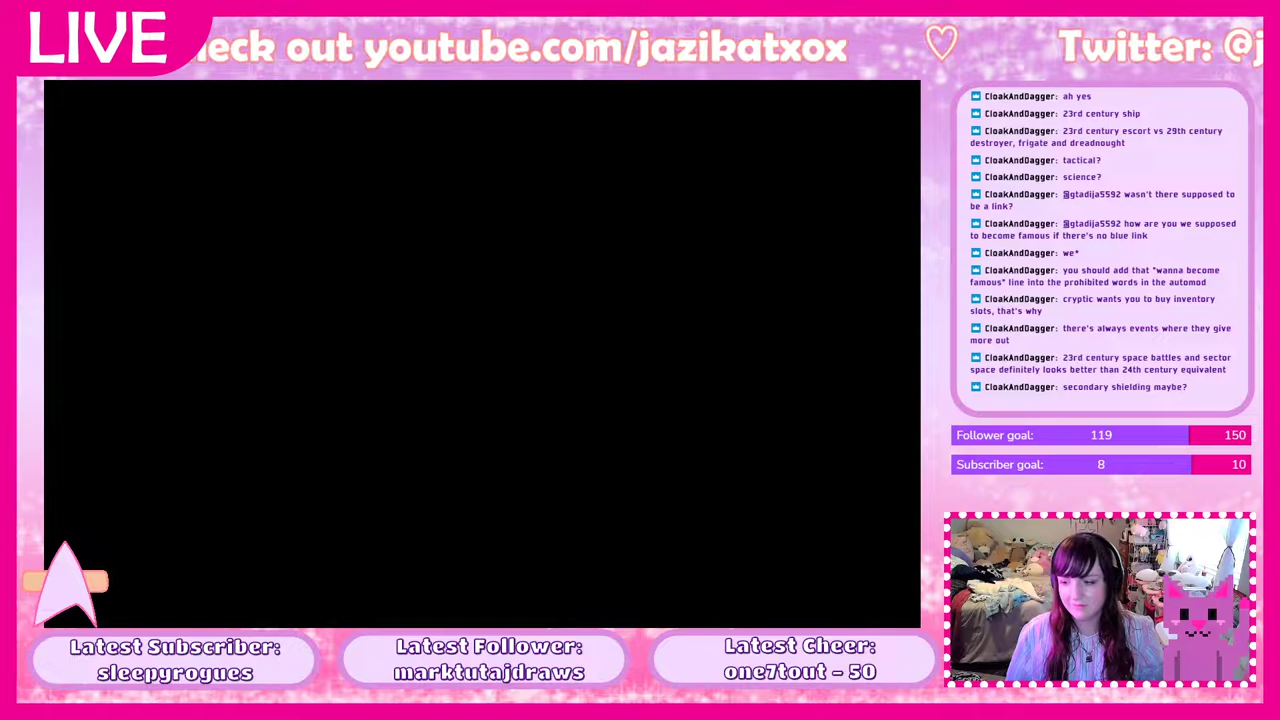 LIVE
heck out youtube.com/jazikatxox
Twitter: @j
CloakAndDagger: ah yes
CloakAndDagger: 23rd century ship
CloakAndDagger: 23rd century escort vs 29th century
destroyer, frigate and dreadnought
CloakAndDagger: tactical?
CloakAndDagger: science?
CloakAndDagger: @gtadija5592 wasn't there supposed to
be a link?
CloakAndDagger: @gtadija5592 how are you we supposed
to become famous if there's no blue link
CloakAndDagger: we*
CloakAndDagger: you should add that "wanna become
famous" line into the prohibited words in the automod
CloakAndDagger: cryptic wants you to buy inventory
slots, that's why
CloakAndDagger: there's always events where they give
more out
CloakAndDagger: 23rd century space battles and sector
space definitely looks better than 24th century equivalent
CloakAndDagger: secondary shielding maybe?
Follower goal: 119 150
Subscriber goal: 8 10
Latest Subscriber:
sleepyrogues
Latest Follower:
marktutajdraws
Latest Cheer:
one7tout - 50